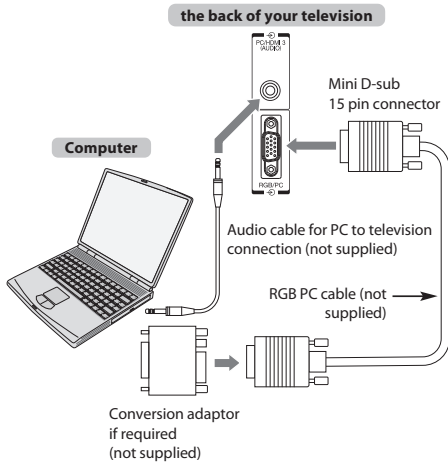 the back of your television
PC/HDMI 3
(AUDIO)
Mini D-sub
15 pin connector
Computer
RGB/PC
Audio cable for PC to television
connection (not supplied)
RGB PC cable (not
supplied)
Conversion adaptor
if required
(not supplied)